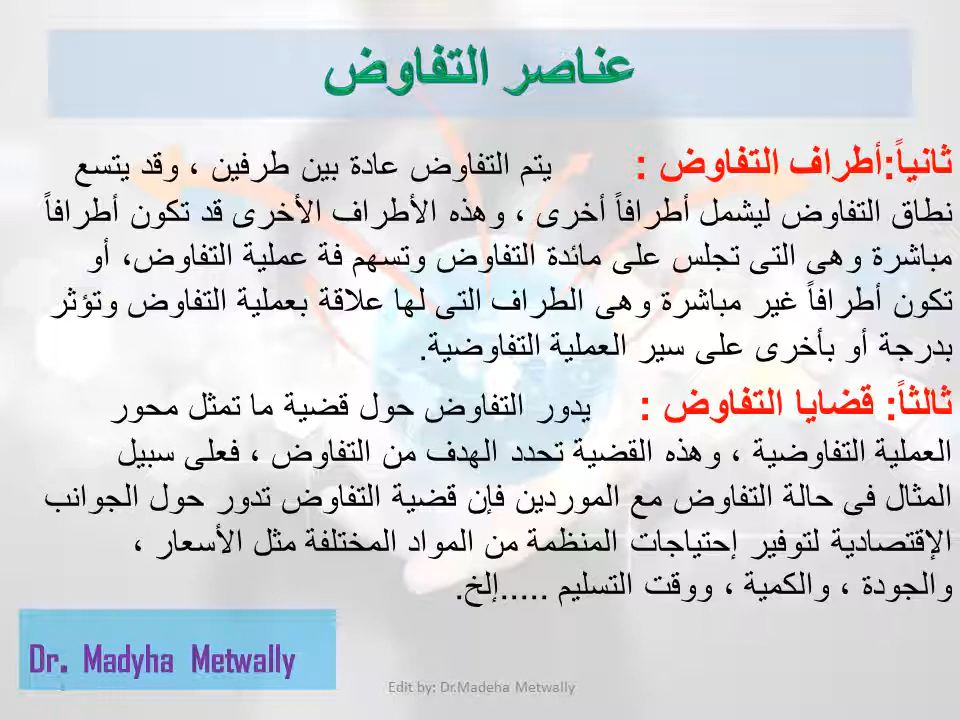 عناصر التفاوض
ثانياً:أطراف التفاوض : يتم التفاوض عادة بين طرفين ، وقد يتسع
نطاق التفاوض ليشمل أطرافاً أخرى ، وهذه الأطراف الأخرى قد تكون أطرافاً
مباشرة وهى التى تجلس على مائدة التفاوض وتسهم فة عملية التفاوض، أو
تكون أطرافاً غير مباشرة وهى الطراف التى لها علاقة بعملية التفاوض وتؤثر
بدرجة أو بأخرى على سير العملية التفاوضية.
ثالثاً: قضايا التفاوض : يدور التفاوض حول قضية ما تمثل محور
العملية التفاوضية ، وهذه القضية تحدد الهدف من التفاوض ، فعلى سبيل
المثال فى حالة التفاوض مع الموردين فإن قضية التفاوض تدور حول الجوانب
الإقتصادية لتوفير إحتياجات المنظمة من المواد المختلفة مثل الأسعار ،
والجودة ، والكمية ، ووقت التسليم .....إلخ.
Dr. Madyha Metwally
Edit by: Dr.Madeha Metwally